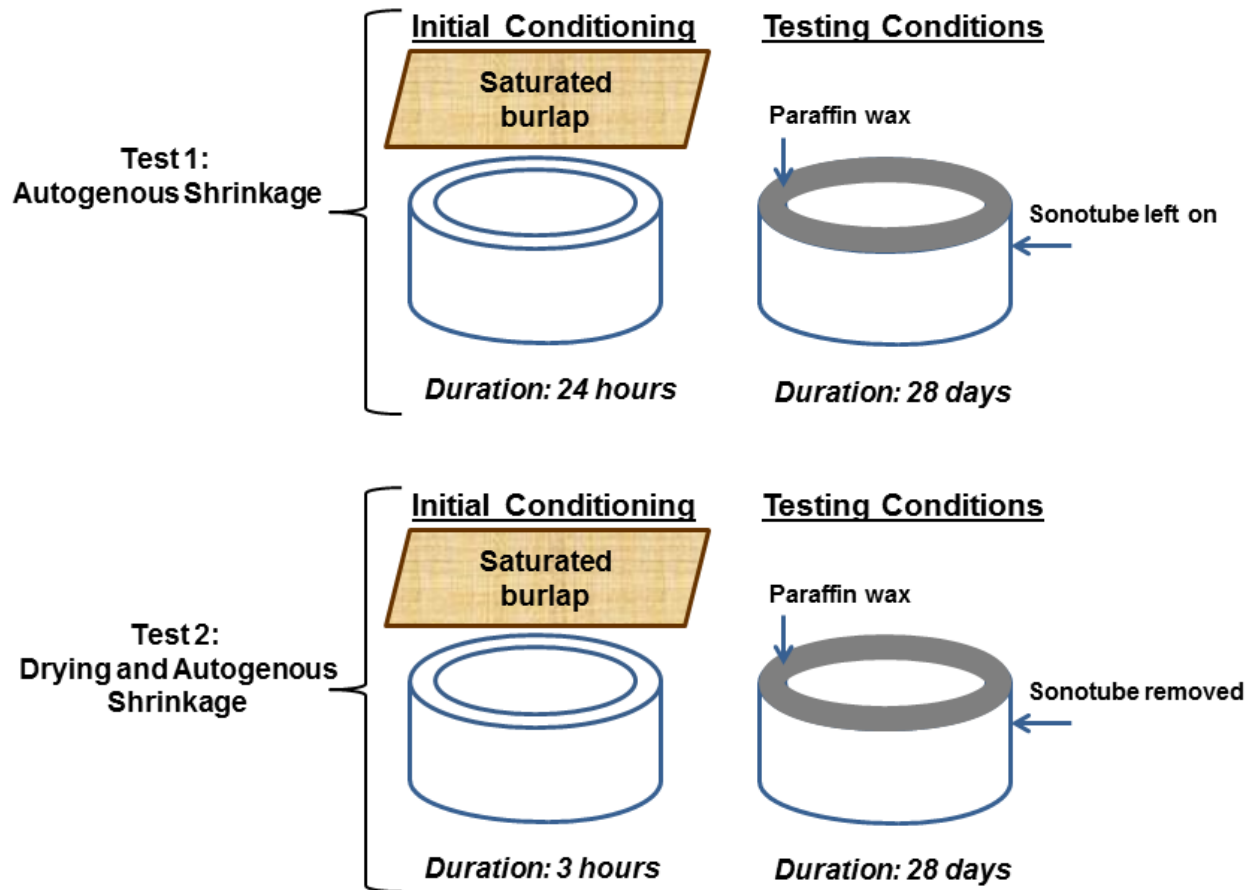 Initial Conditioning
Testing Conditions
Saturated
burlap
Paraffin wax
Test 1:
Autogenous Shrinkage
Sonotube left on
Duration: 24 hours
Duration: 28 days
Initial Conditioning
Testing Conditions
Saturated
burlap
Paraffin wax
Test 2:
Drying and Autogenous
Shrinkage
Sonotube removed
Duration: 3 hours
Duration: 28 days